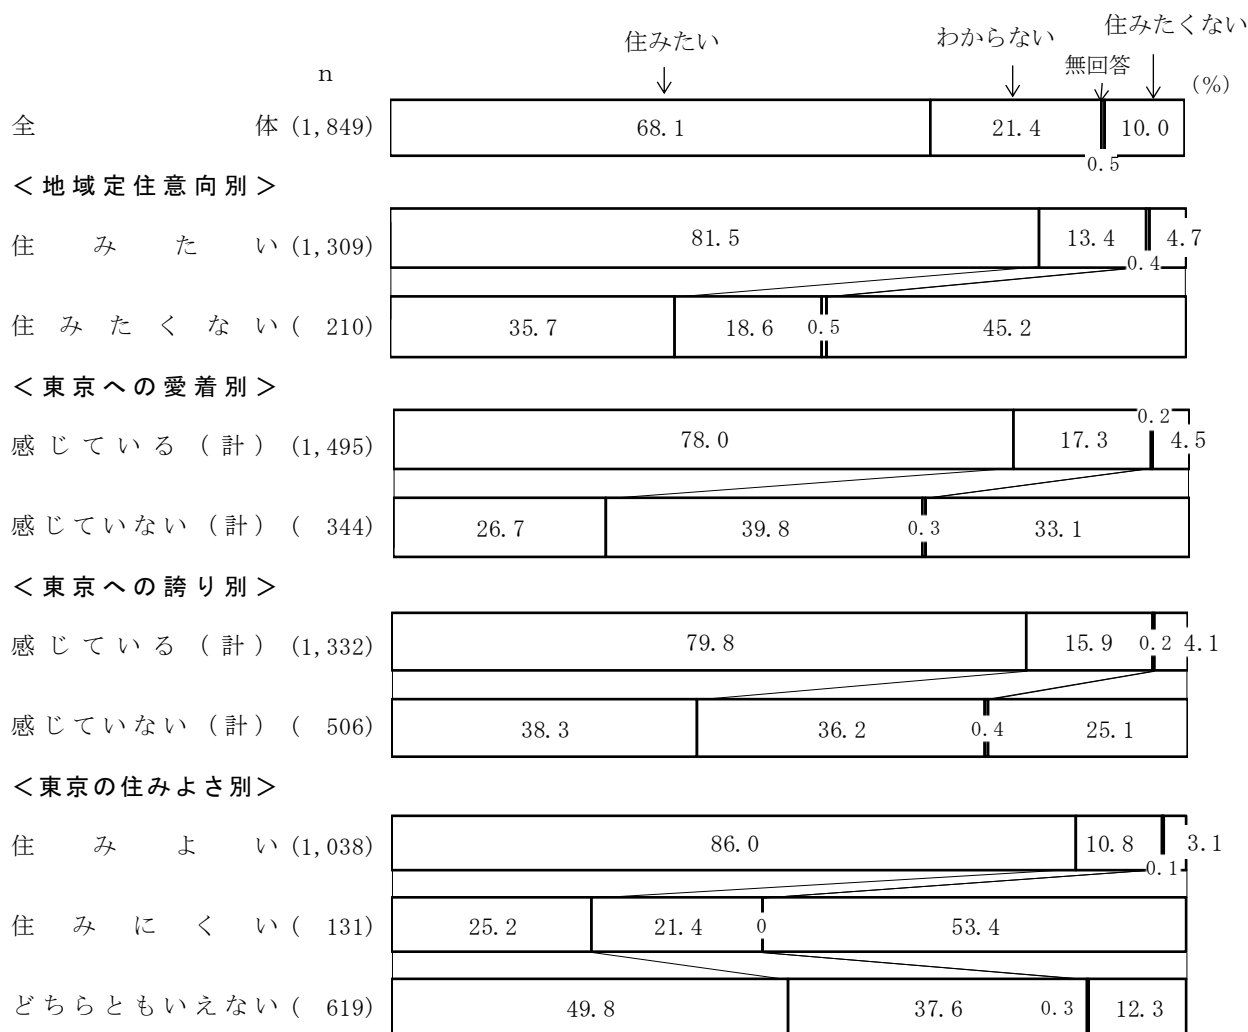 住みたい わからない 無回答 住みたくない
n (%)
全体 (1,849) 68.1 21.4 0.5 10.0
＜地域定住意向別＞
住みたい (1,309) 81.5 13.4 0.4 4.7
住みたくない ( 210) 35.7 18.6 0.5 45.2
＜東京への愛着別＞
感じている（計） (1,495) 78.0 17.3 0.2 4.5
感じていない（計） ( 344) 26.7 39.8 0.3 33.1
＜東京への誇り別＞
感じている（計） (1,332) 79.8 15.9 0.2 4.1
感じていない（計） ( 506) 38.3 36.2 0.4 25.1
＜東京の住みよさ別＞
住みよい (1,038) 86.0 10.8 0.1 3.1
住みにくい ( 131) 25.2 21.4 0 53.4
どちらともいえない ( 619) 49.8 37.6 0.3 12.3